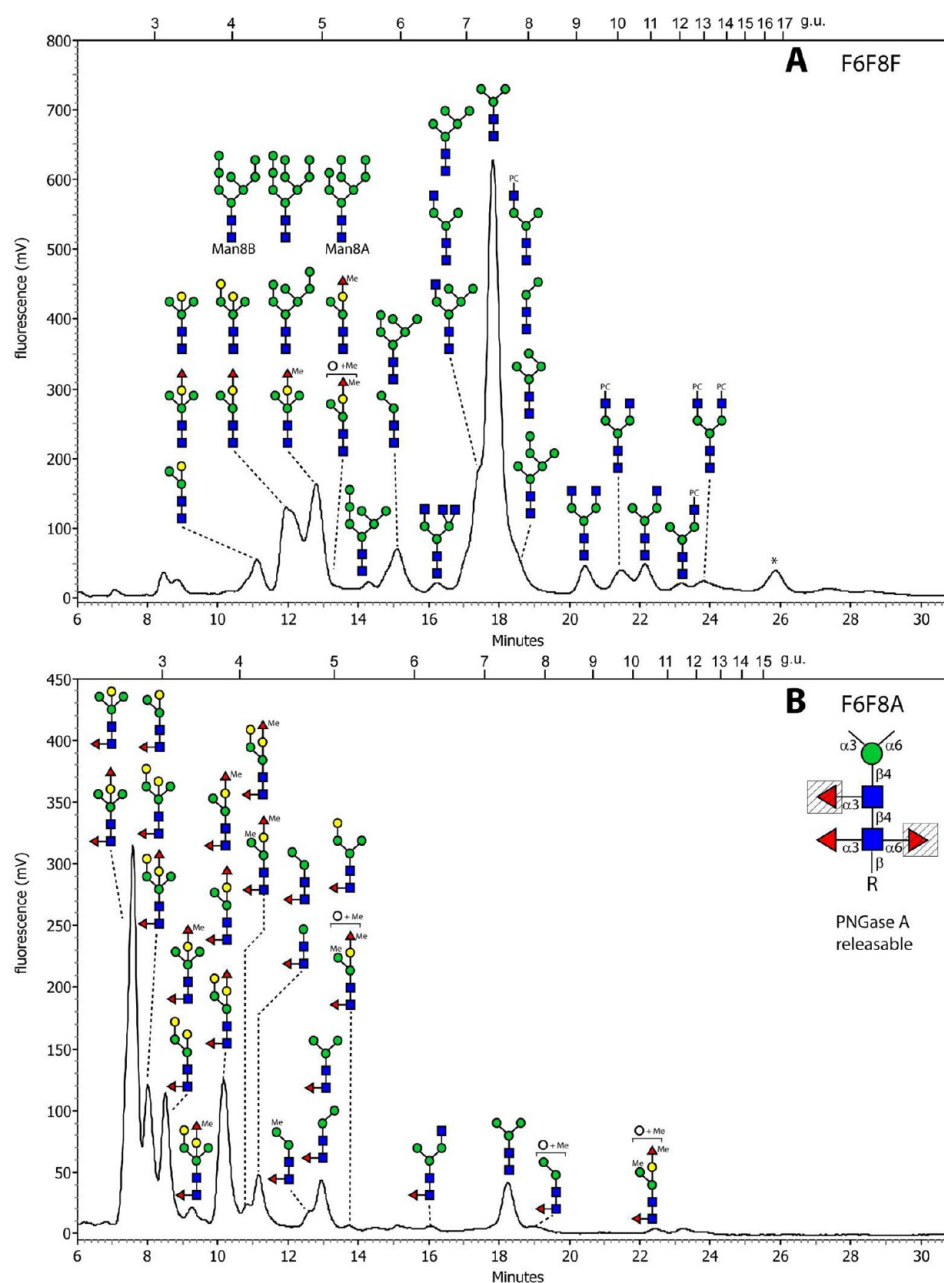 3 4 5 6 7 8 9 10 11 12 13 14 15 16 17 g.u.
800
A F6F8F
700
600
500
400
300
200
100
0
fluorescence (mV)
Man8B Man8A
PC
Me
Me
O +Me
Me
PC PC PC PC
PC
*
6 8 10 12 14 16 18 20 22 24 26 28 30
Minutes
3 4 5 6 7 8 9 10 11 12 13 14 15 g.u.
450
B F6F8A
400
350
300
250
200
150
100
50
0
fluorescence (mV)
Me
Me
Me
Me
Me
Me
O + Me
Me
Me
Me
Me
O + Me
O + Me
Me
Me
α3 α6
β4
α3
β4
α3 α6
β
R
PNGase A
releasable
6 8 10 12 14 16 18 20 22 24 26 28 30
Minutes